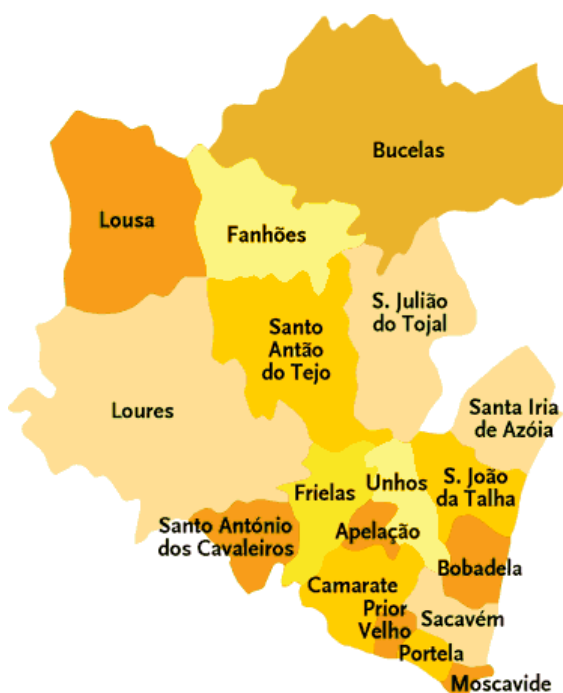 Bucelas
Lousa
Fanhões
S. Julião
do Tojal
Santo
Antão
do Tejo
Loures
Santa Iria
de Azóia
S. João
da Talha
Unhos
Frielas
Santo António
dos Cavaleiros
Apelação
Bobadela
Camarate
Prior
Velho
Sacavém
Portela
Moscavide